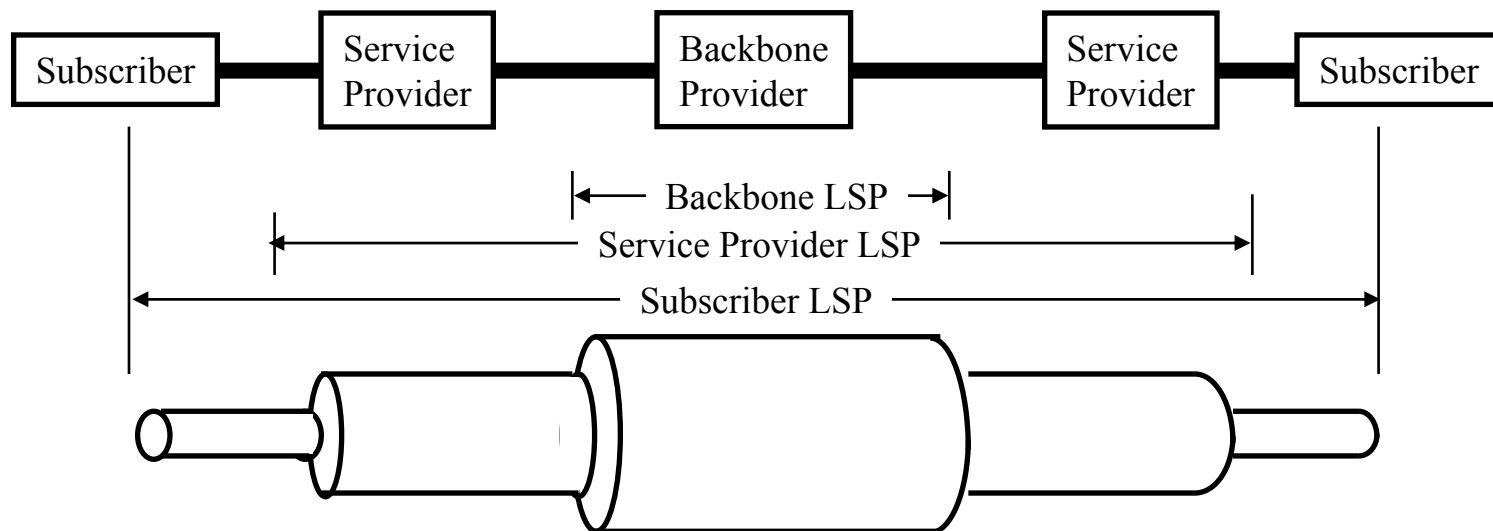 Subscriber
Service
Provider
Backbone
Provider
Service
Provider
Subscriber
Backbone LSP
Service Provider LSP
Subscriber LSP